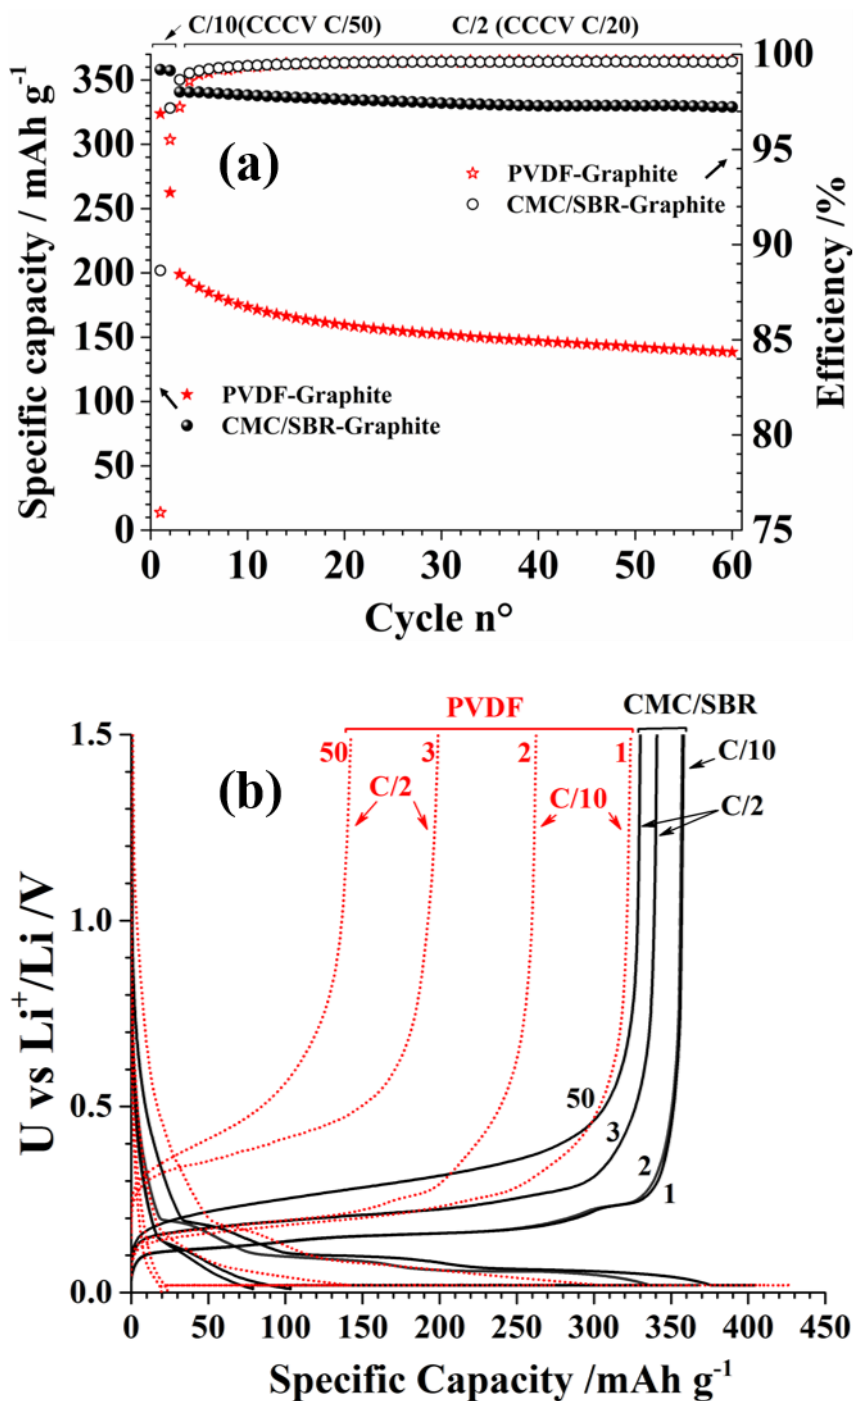 C/10(CCCV C/50) C/2 (CCCV C/20)
Specific capacity / mAh g-1
350
300
250
200
150
100
50
0
(a)
PVDF-Graphite
CMC/SBR-Graphite
PVDF-Graphite
CMC/SBR-Graphite
100
95
90
85
80
75
Efficiency /%
0 10 20 30 40 50 60
Cycle n°
PVDF CMC/SBR
U vs Li+/Li /V
1.5
1.0
0.5
0.0
50 3 2 1
(b)
C/2
C/10
C/10
C/2
50
3
2
1
0 50 100 150 200 250 300 350 400 450
Specific Capacity /mAh g-1